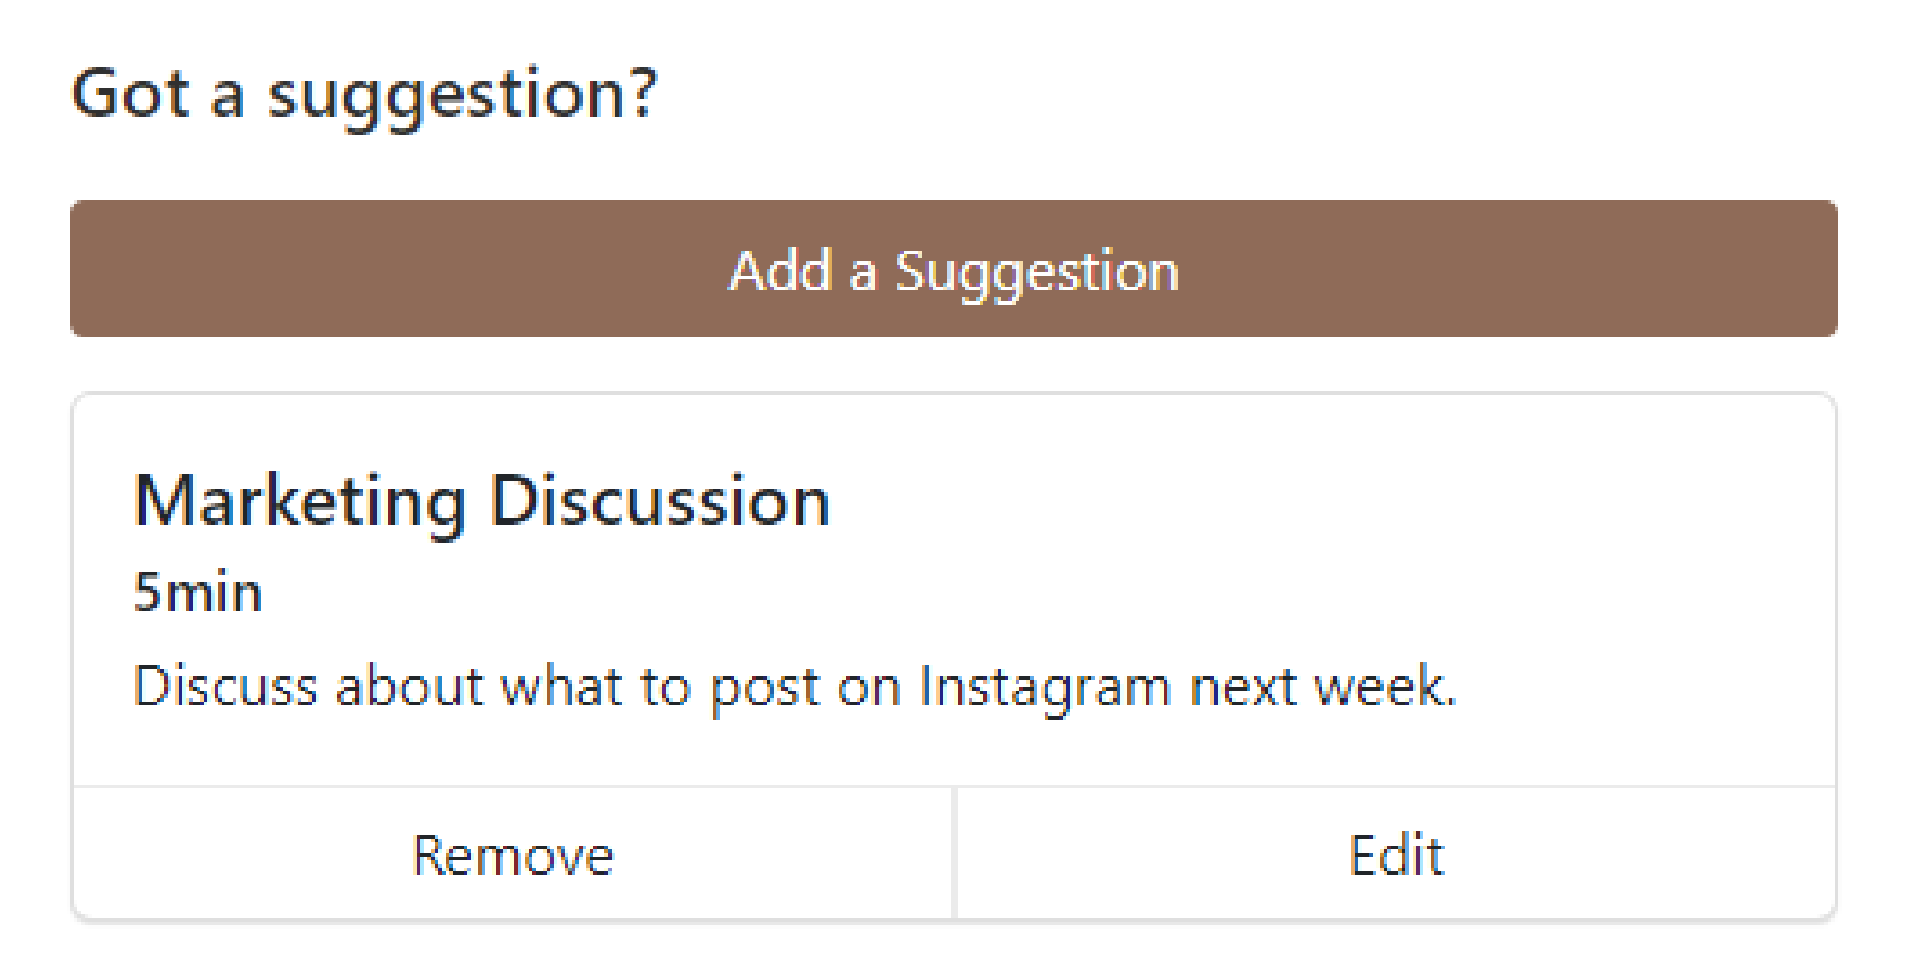 Got a suggestion?
Add a Suggestion
Marketing Discussion
5min
Discuss about what to post on Instagram next week.
Remove
Edit